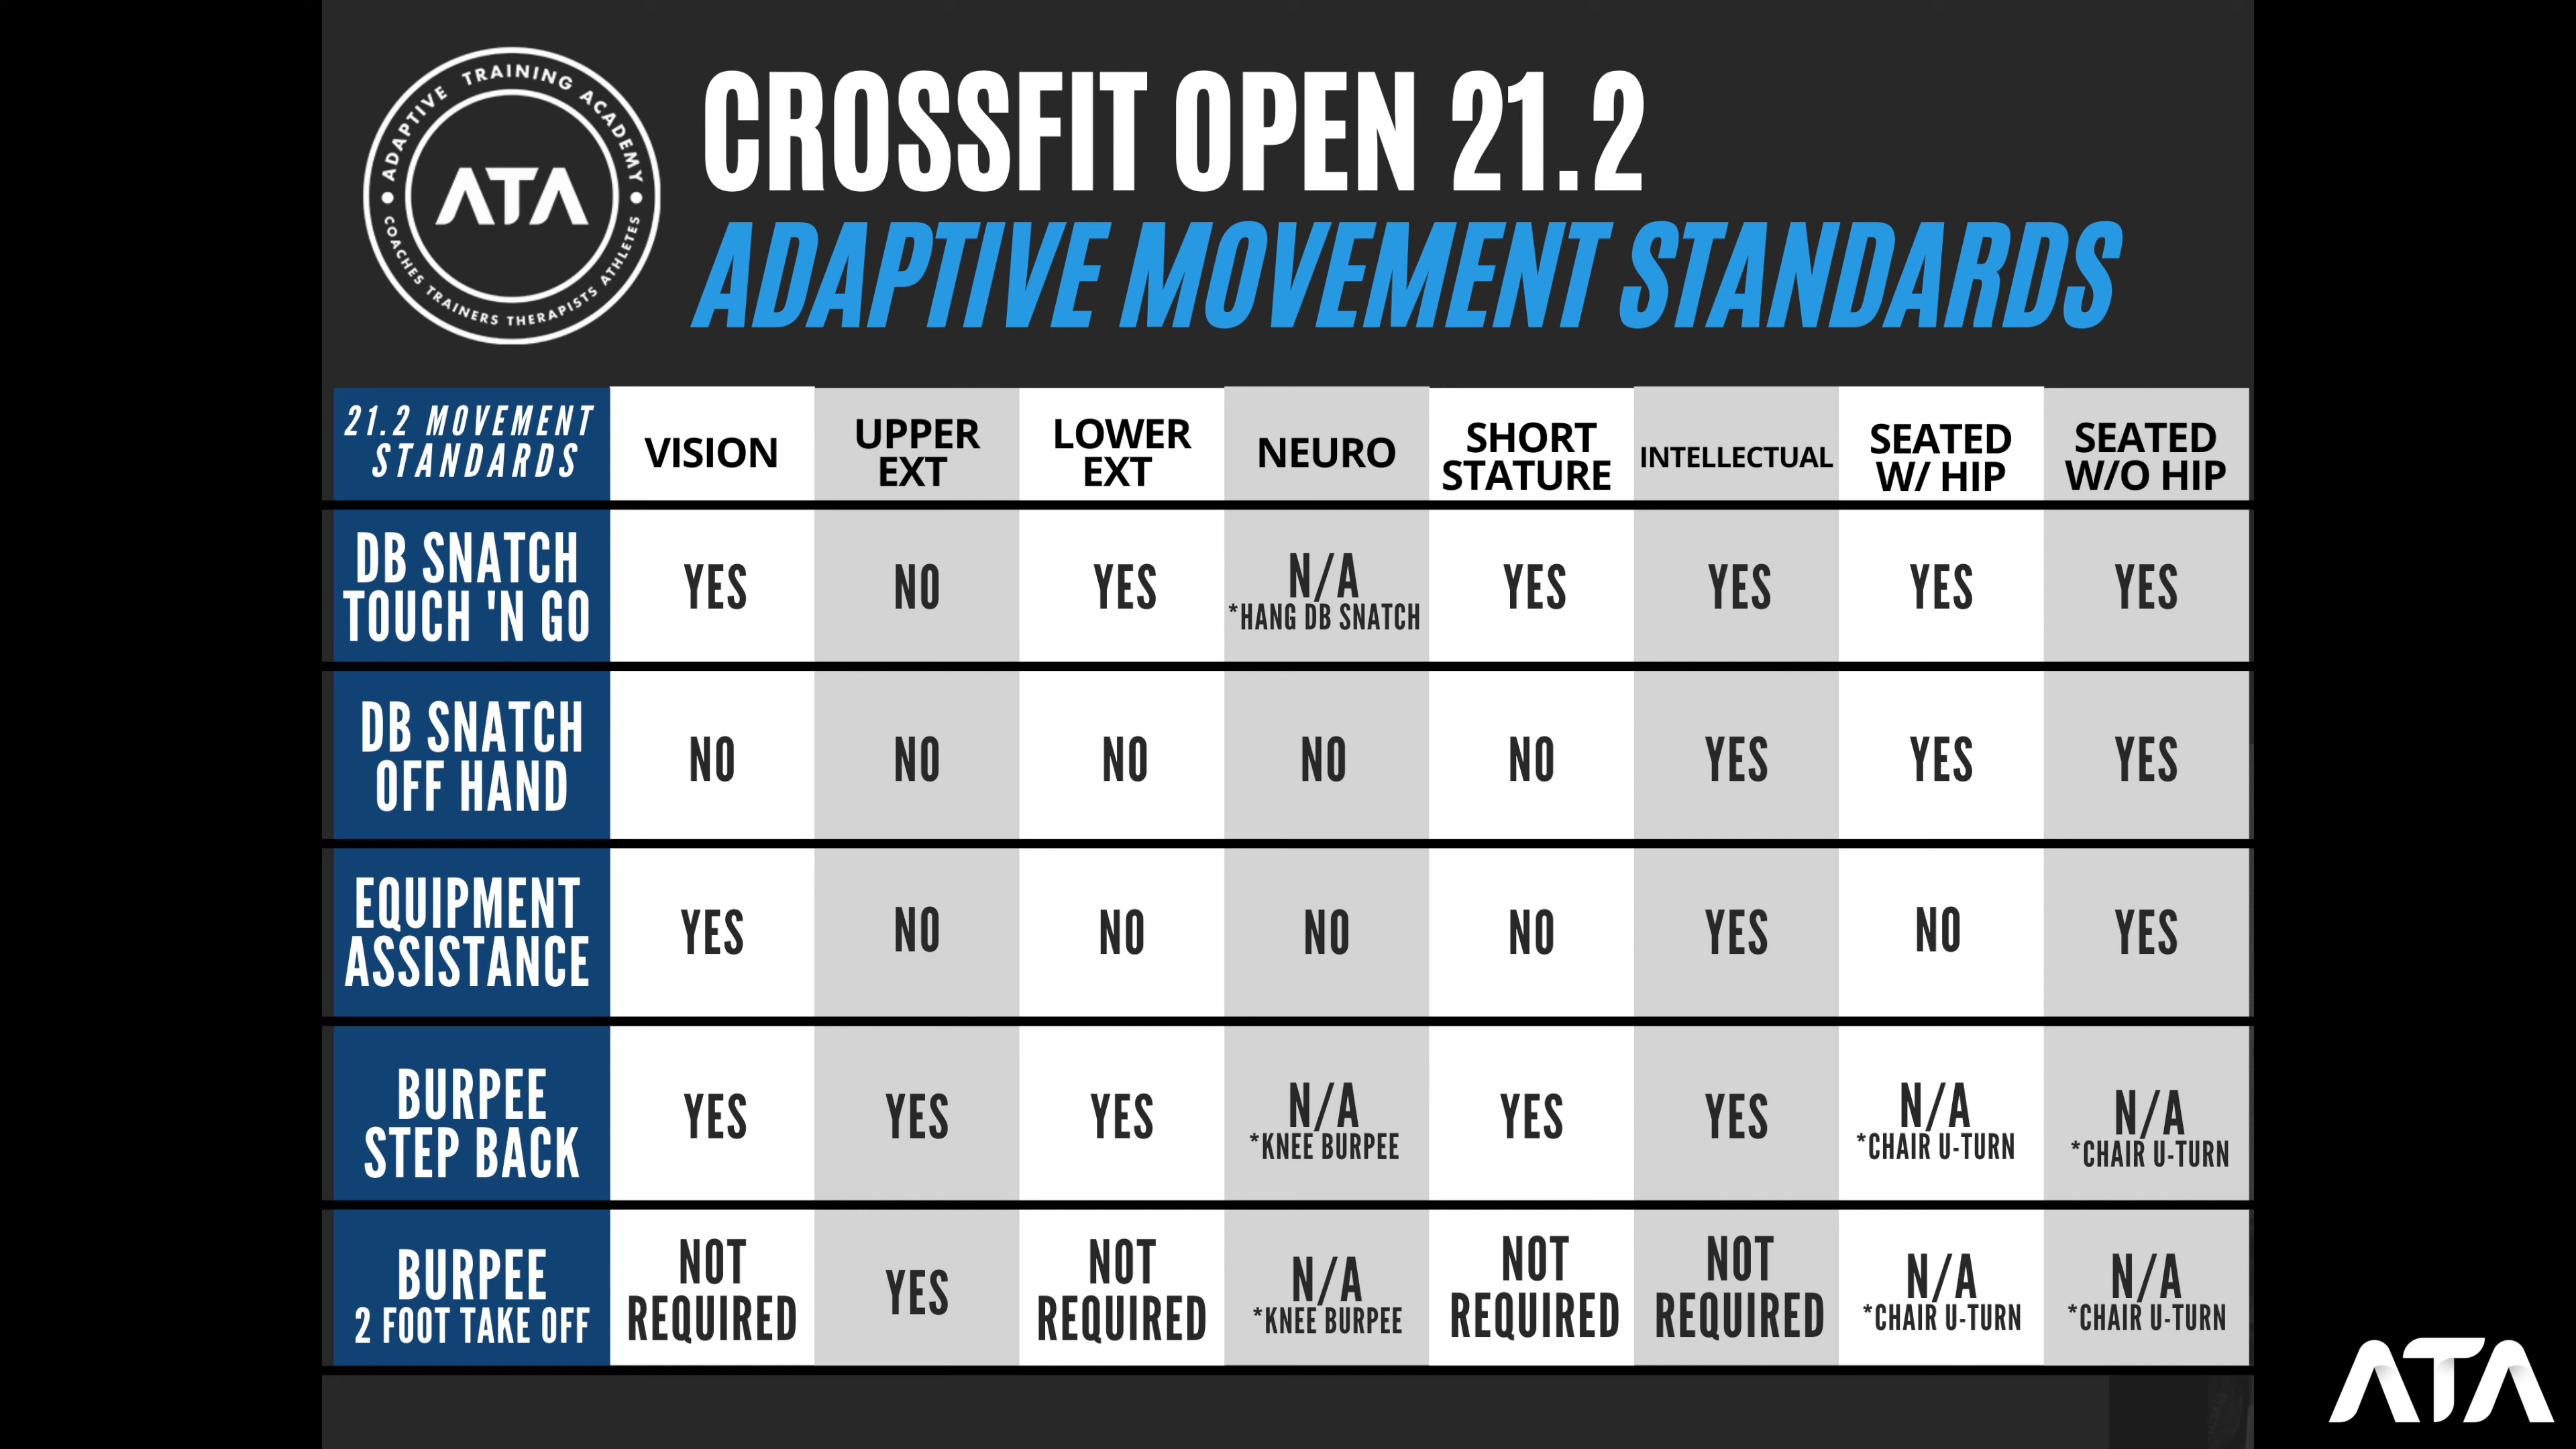 ADAPTIVE TRAINING ACADEMY
ATA
COACHES TRAINERS THERAPISTS ATHLETES
CROSSFIT OPEN 21.2
ADAPTIVE MOVEMENT STANDARDS
21.2 MOVEMENT
STANDARDS
VISION
UPPER
EXT
LOWER
EXT
NEURO
SHORT
STATURE
INTELLECTUAL
SEATED
W/ HIP
SEATED
W/O HIP
DB SNATCH
TOUCH 'N GO
YES
NO
YES
N/A
*HANG DB SNATCH
YES
YES
YES
YES
DB SNATCH
OFF HAND
NO
NO
NO
NO
NO
YES
YES
YES
EQUIPMENT
ASSISTANCE
YES
NO
NO
NO
NO
YES
NO
YES
BURPEE
STEP BACK
YES
YES
YES
N/A
*KNEE BURPEE
YES
YES
N/A
*CHAIR U-TURN
N/A
*CHAIR U-TURN
BURPEE
2 FOOT TAKE OFF
NOT
REQUIRED
YES
NOT
REQUIRED
N/A
*KNEE BURPEE
NOT
REQUIRED
NOT
REQUIRED
N/A
*CHAIR U-TURN
N/A
*CHAIR U-TURN
ATA